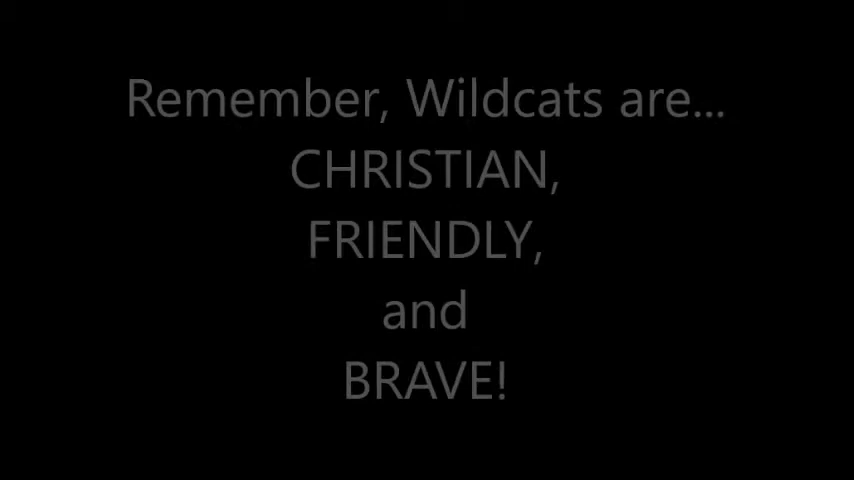 Remember, Wildcats are...
CHRISTIAN,
FRIENDLY,
and
BRAVE!